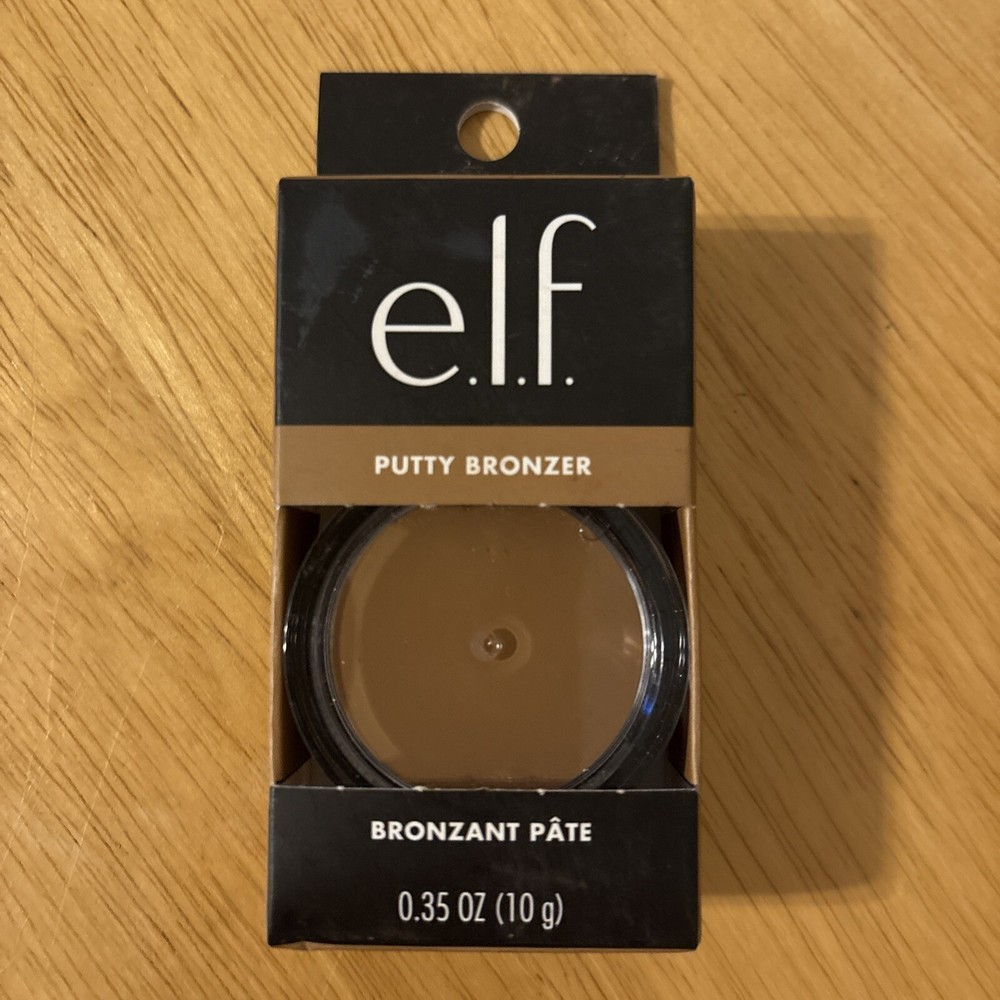 e.l.f.
PUTTY BRONZER
BRONZANT PÂTE
0.35 OZ (10 g)